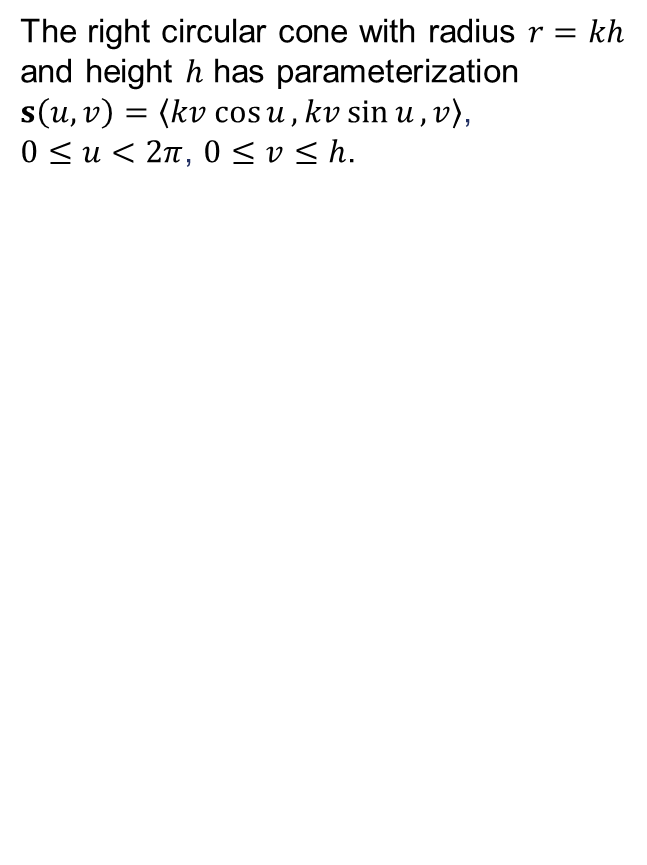 The right circular cone with radius r = kh
and height h has parameterization
s(u, v) = ⟨kv cos u , kv sin u , v⟩,
0 ≤ u < 2π, 0 ≤ v ≤ h.